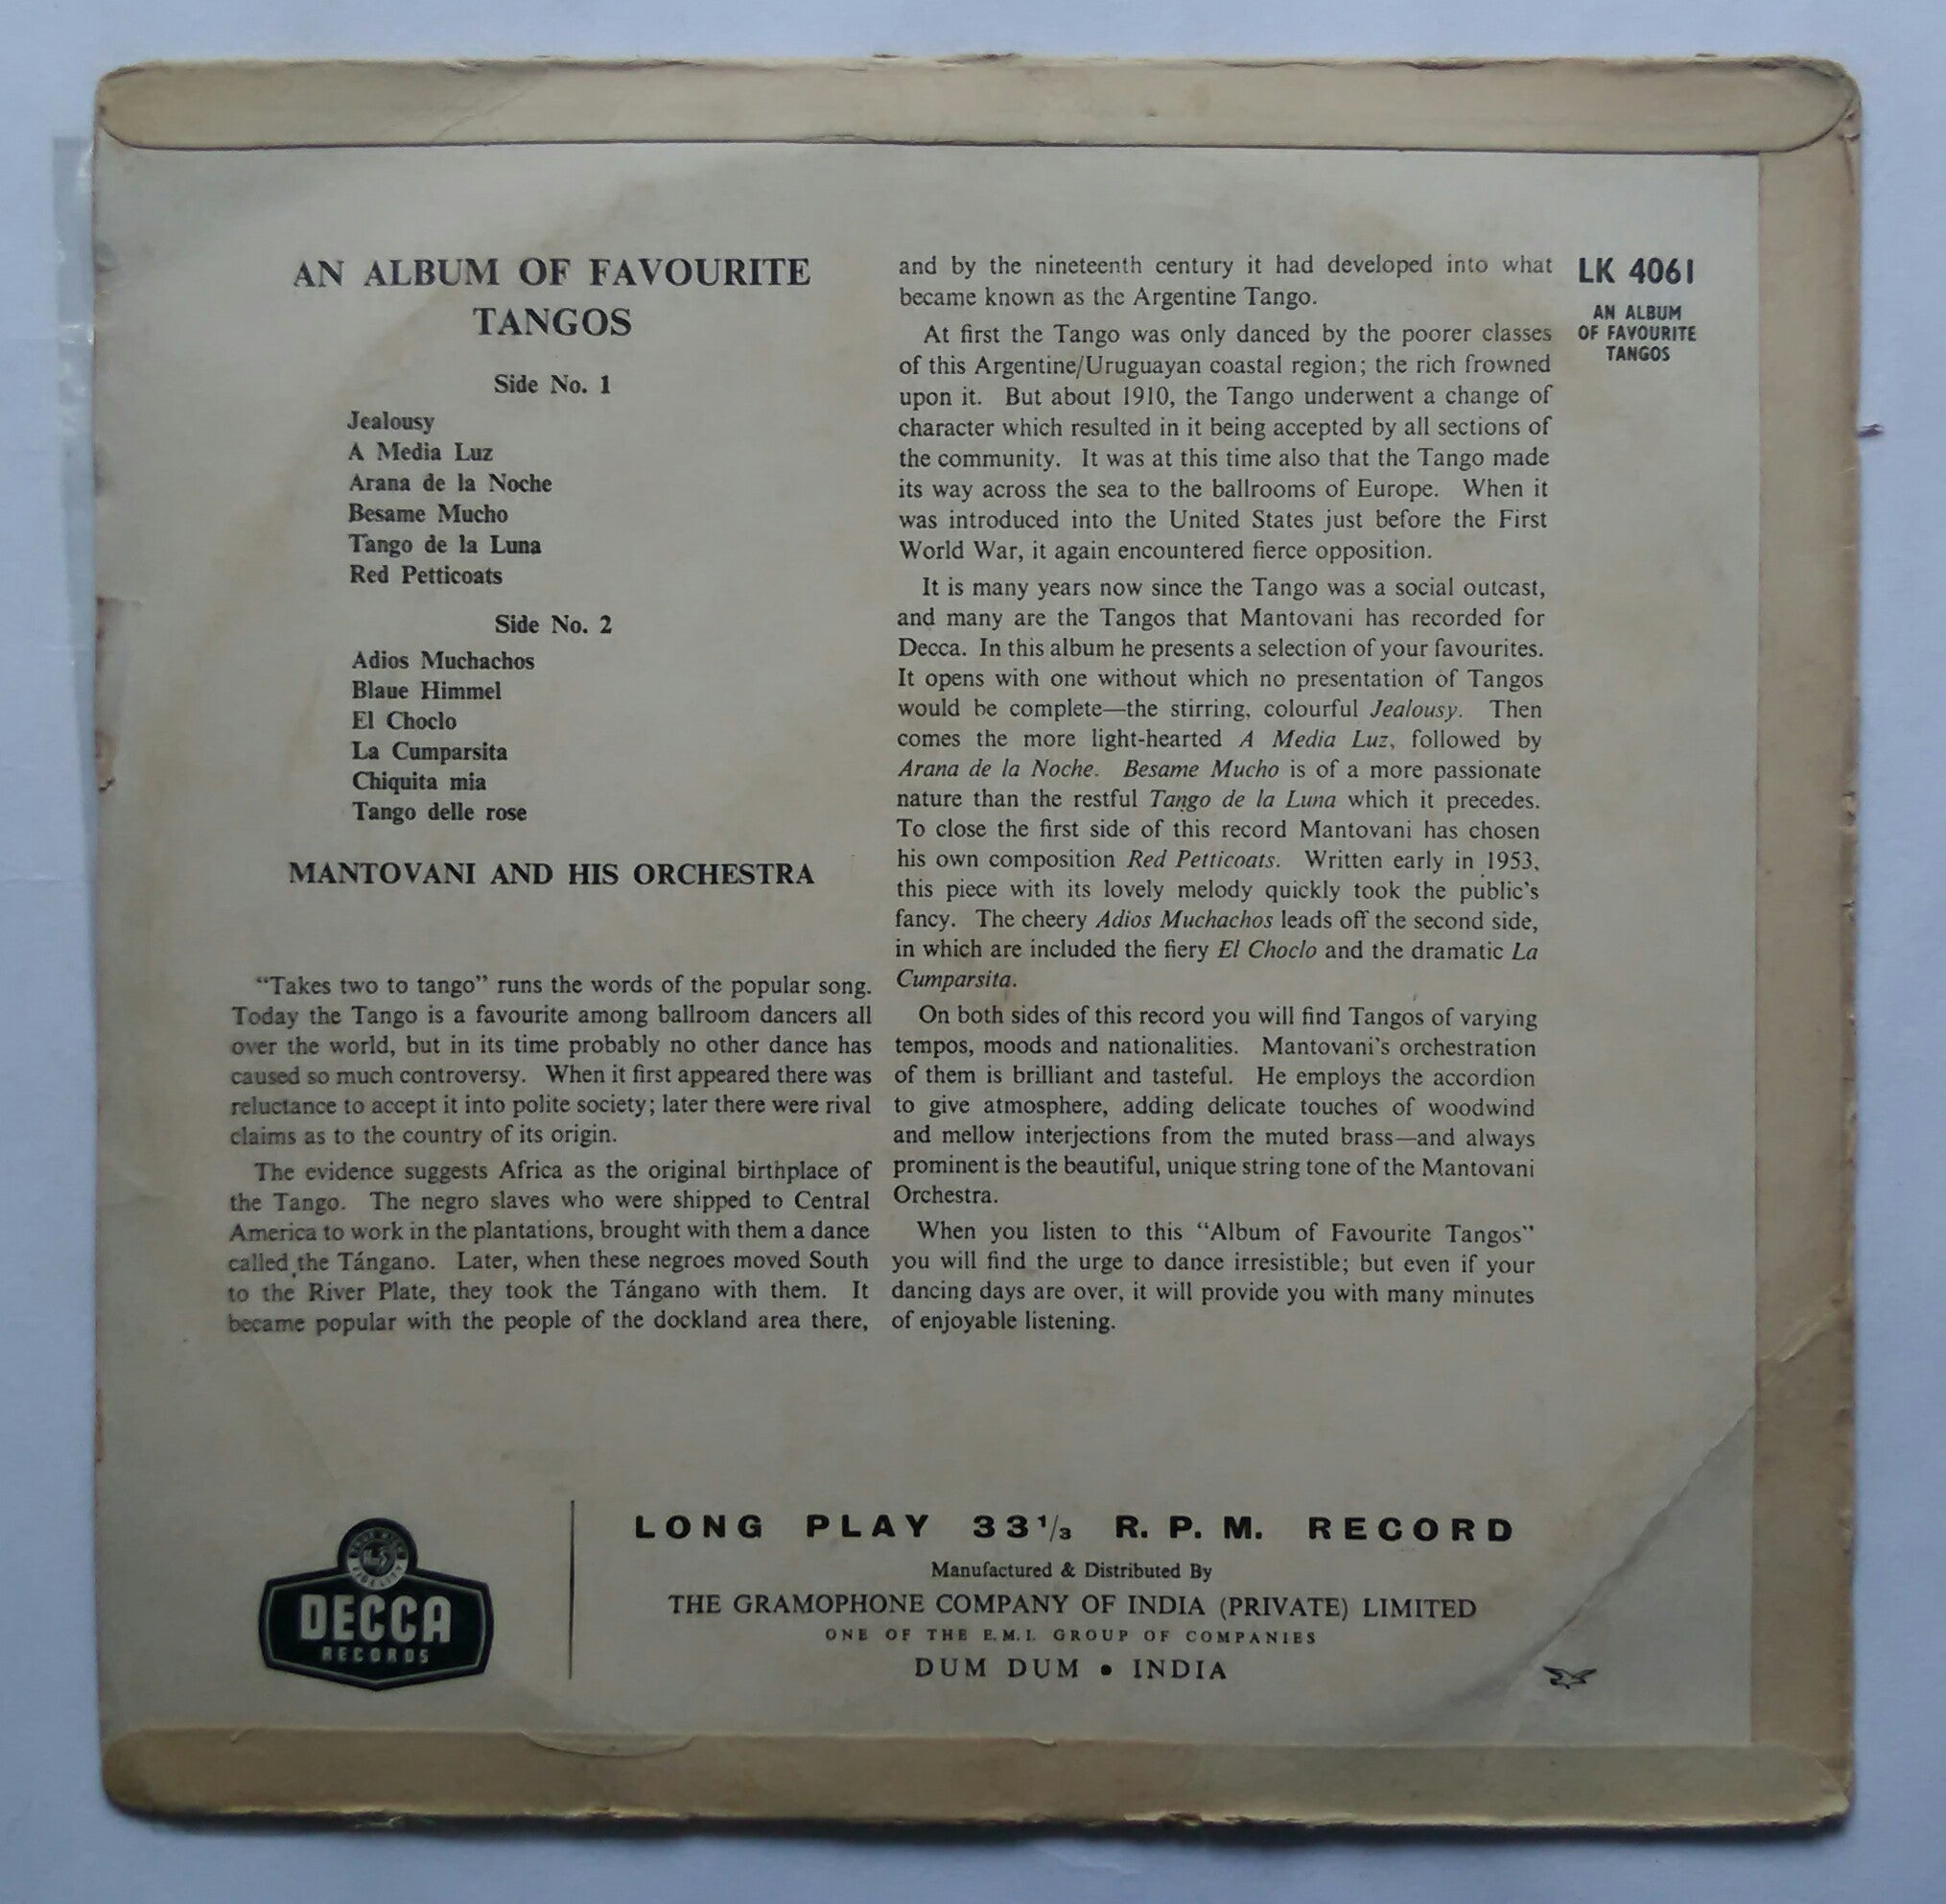 AN ALBUM OF FAVOURITE
TANGOS
Side No. 1
Jealousy
A Media Luz
Arana de la Noche
Besame Mucho
Tango de la Luna
Red Petticoats
Side No. 2
Adios Muchachos
Blaue Himmel
El Choclo
La Cumparsita
Chiquita mia
Tango delle rose
MANTOVANI AND HIS ORCHESTRA
“Takes two to tango” runs the words of the popular song.
Today the Tango is a favourite among ballroom dancers all
over the world, but in its time probably no other dance has
caused so much controversy. When it first appeared there was
reluctance to accept it into polite society; later there were rival
claims as to the country of its origin.
The evidence suggests Africa as the original birthplace of
the Tango. The negro slaves who were shipped to Central
America to work in the plantations, brought with them a dance
called the Tángano. Later, when these negroes moved South
to the River Plate, they took the Tángano with them. It
became popular with the people of the dockland area there,
and by the nineteenth century it had developed into what
became known as the Argentine Tango.
At first the Tango was only danced by the poorer classes
of this Argentine/Uruguayan coastal region; the rich frowned
upon it. But about 1910, the Tango underwent a change of
character which resulted in it being accepted by all sections of
the community. It was at this time also that the Tango made
its way across the sea to the ballrooms of Europe. When it
was introduced into the United States just before the First
World War, it again encountered fierce opposition.
It is many years now since the Tango was a social outcast,
and many are the Tangos that Mantovani has recorded for
Decca. In this album he presents a selection of your favourites.
It opens with one without which no presentation of Tangos
would be complete—the stirring, colourful Jealousy. Then
comes the more light-hearted A Media Luz, followed by
Arana de la Noche. Besame Mucho is of a more passionate
nature than the restful Tango de la Luna which it precedes.
To close the first side of this record Mantovani has chosen
his own composition Red Petticoats. Written early in 1953,
this piece with its lovely melody quickly took the public's
fancy. The cheery Adios Muchachos leads off the second side,
in which are included the fiery El Choclo and the dramatic La
Cumparsita.
On both sides of this record you will find Tangos of varying
tempos, moods and nationalities. Mantovani's orchestration
of them is brilliant and tasteful. He employs the accordion
to give atmosphere, adding delicate touches of woodwind
and mellow interjections from the muted brass—and always
prominent is the beautiful, unique string tone of the Mantovani
Orchestra.
When you listen to this “Album of Favourite Tangos”
you will find the urge to dance irresistible; but even if your
dancing days are over, it will provide you with many minutes
of enjoyable listening.
LK 4061
AN ALBUM
OF FAVOURITE
TANGOS
DECCA
RECORDS
LONG PLAY 33 1/3 R. P. M. RECORD
Manufactured & Distributed By
THE GRAMOPHONE COMPANY OF INDIA (PRIVATE) LIMITED
ONE OF THE E.M.I. GROUP OF COMPANIES
DUM DUM • INDIA